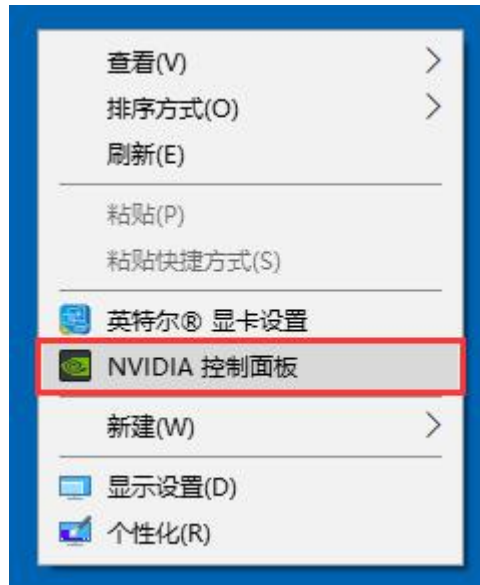 查看(V)
排序方式(O)
刷新(E)
粘贴(P)
粘贴快捷方式(S)
英特尔® 显卡设置
NVIDIA 控制面板
新建(W)
显示设置(D)
个性化(R)